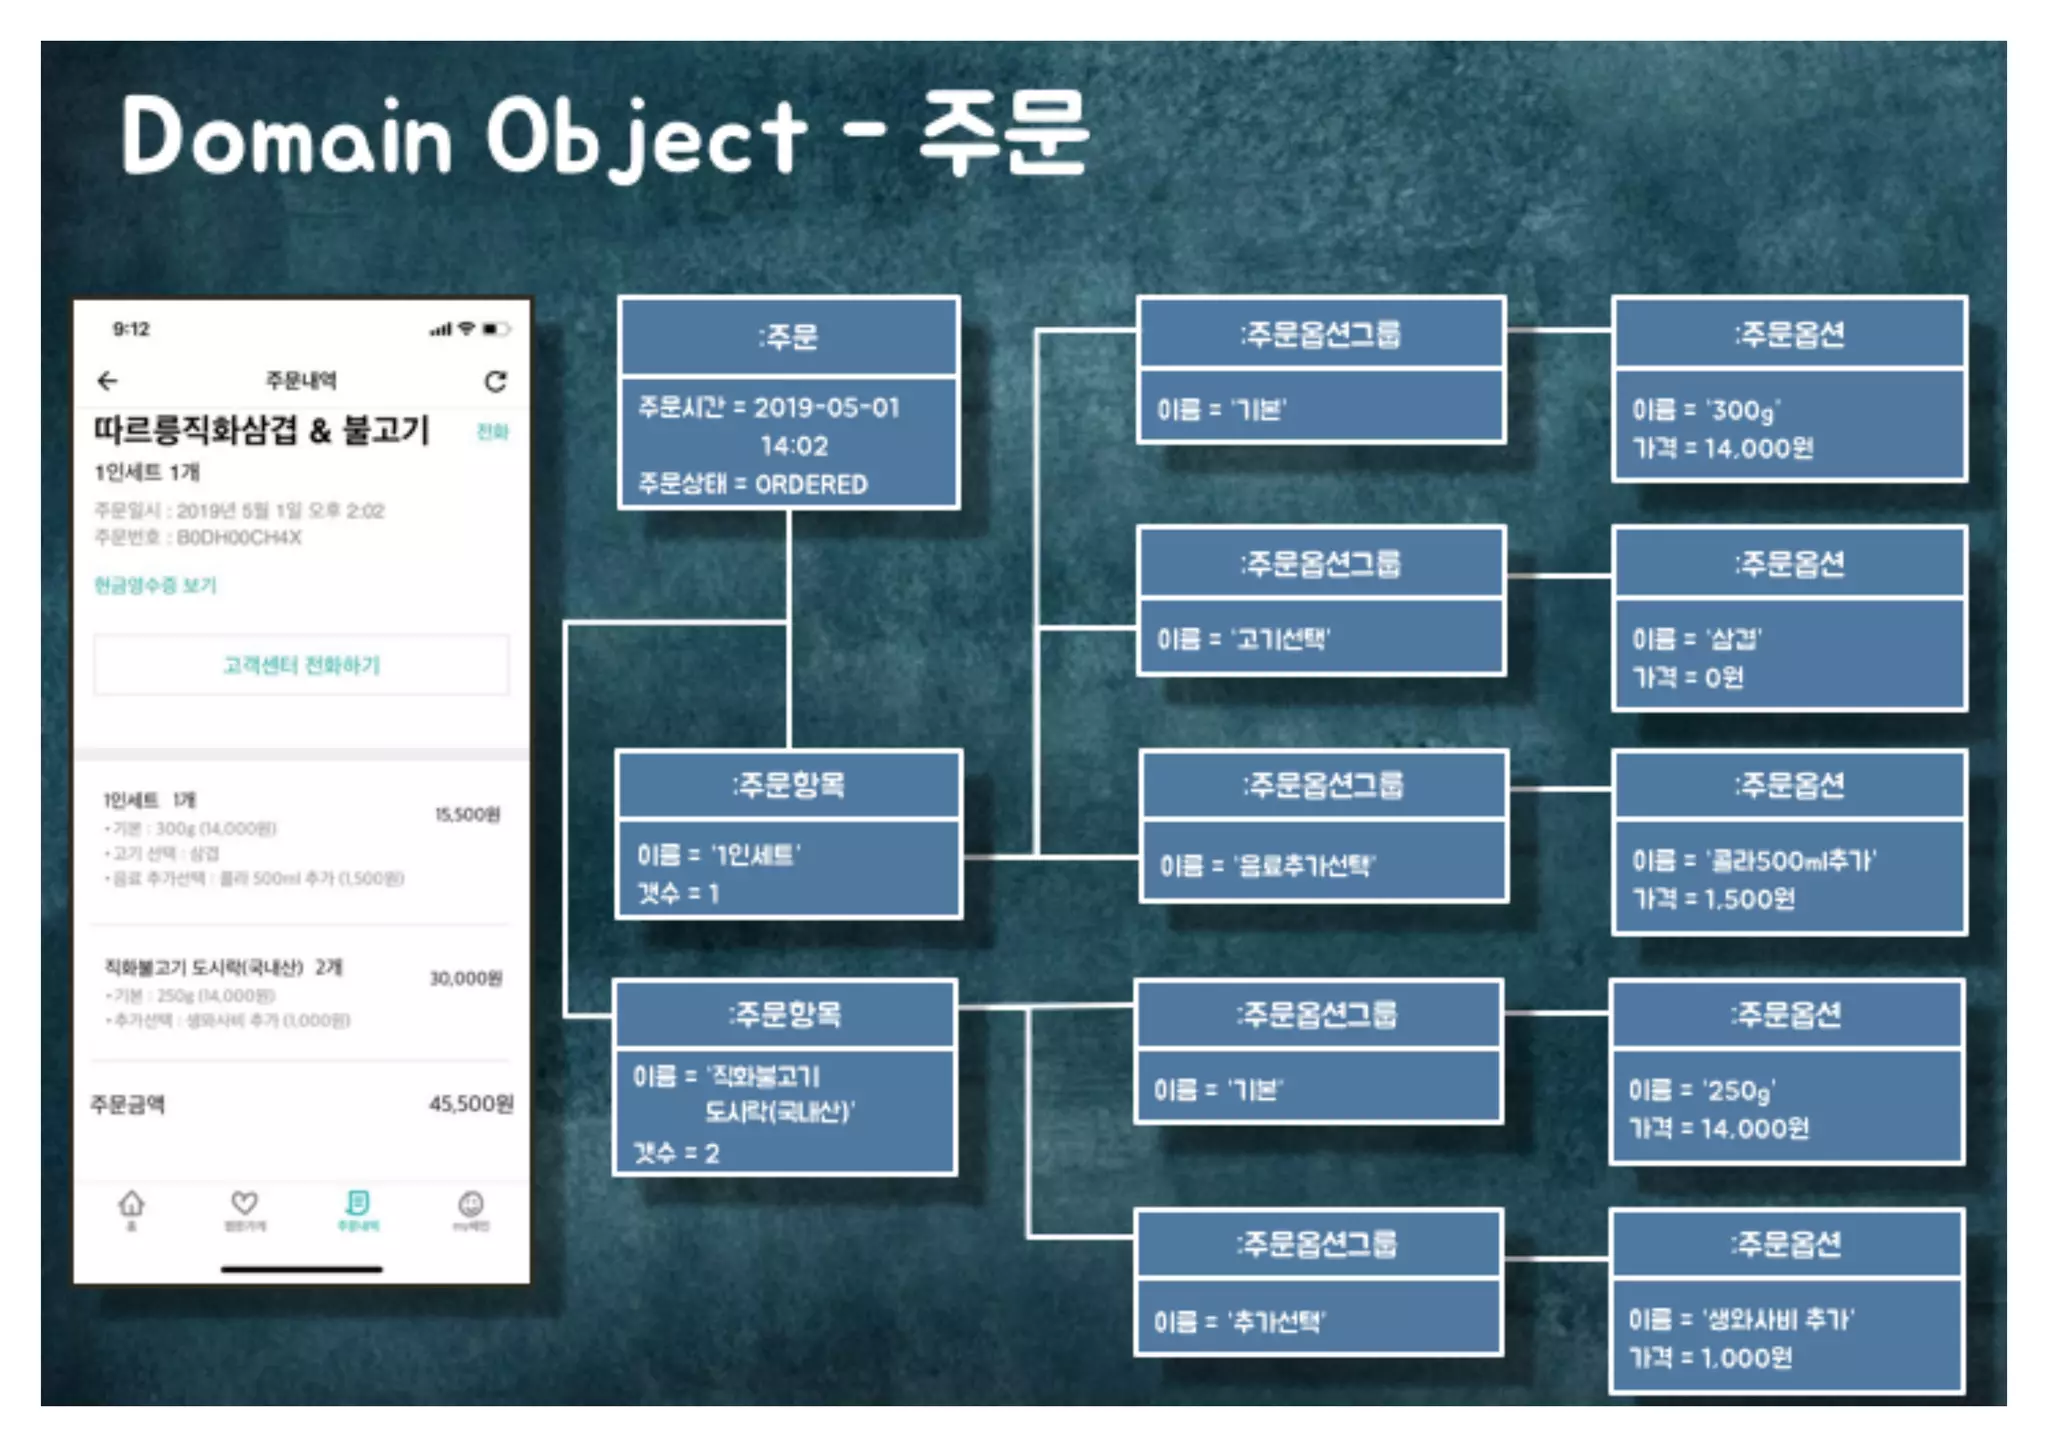 Domain Object - 주문
9:12
주문내역
따르릉직화삼겹 & 불고기 전화
1인세트 1개
주문일시 : 2019년 5월 1일 오후 2:02
주문번호 : B0DH00CH4X
현금영수증 보기
고객센터 전화하기
1인세트 1개 15,500원
• 기본 : 300g (14,000원)
• 고기 선택 : 삼겹
• 음료 추가선택 : 콜라 500ml 추가 (1,500원)
직화불고기 도시락(국내산) 2개 30,000원
• 기본 : 250g (14,000원)
• 추가선택 : 생와사비 추가 (1,000원)
주문금액 45,500원
홈 찜한가게 주문내역 my배민
:주문
주문시간 = 2019-05-01
14:02
주문상태 = ORDERED
:주문항목
이름 = '1인세트'
갯수 = 1
:주문항목
이름 = '직화불고기
도시락(국내산)'
갯수 = 2
:주문옵션그룹
이름 = '기본'
:주문옵션
이름 = '300g'
가격 = 14,000원
:주문옵션그룹
이름 = '고기선택'
:주문옵션
이름 = '삼겹'
가격 = 0원
:주문옵션그룹
이름 = '음료추가선택'
:주문옵션
이름 = '콜라500ml추가'
가격 = 1,500원
:주문옵션그룹
이름 = '기본'
:주문옵션
이름 = '250g'
가격 = 14,000원
:주문옵션그룹
이름 = '추가선택'
:주문옵션
이름 = '생와사비 추가'
가격 = 1,000원